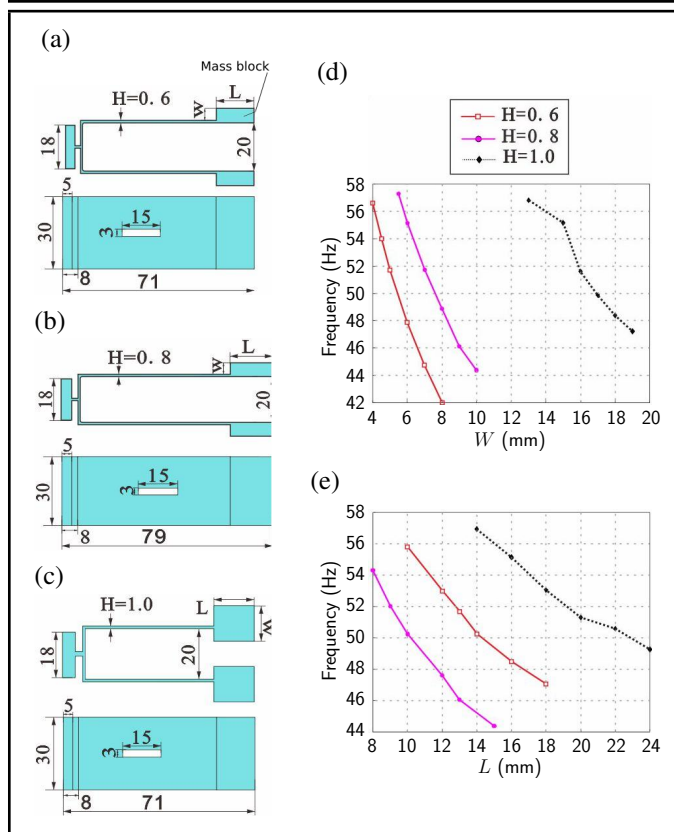 (a)
Mass block
H=0. 6
L
W
18
20
5
30
15
3
8
71
(b)
H=0. 8
L
W
18
20
5
30
15
3
8
79
(c)
H=1.0
L
W
18
20
5
30
15
3
8
71
(d)
H=0. 6
H=0. 8
H=1.0
Frequency (Hz)
58
56
54
52
50
48
46
44
42
4 6 8 10 12 14 16 18 20
W (mm)
(e)
Frequency (Hz)
58
56
54
52
50
48
46
44
8 10 12 14 16 18 20 22 24
L (mm)